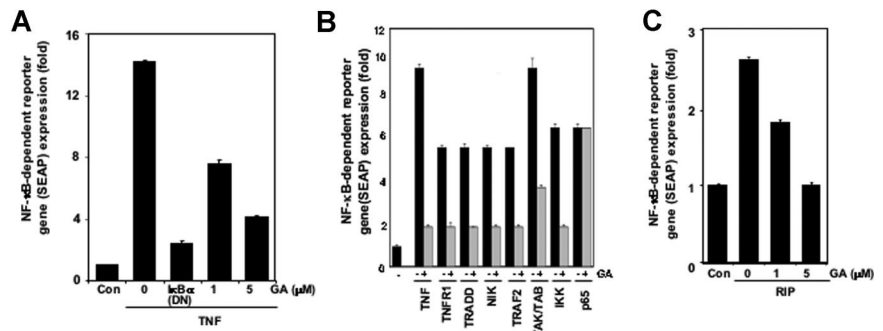 A
NF-κB-dependent reporter
gene (SEAP) expression (fold)
16
12
8
4
0
Con
0
IκBα
(DN)
1
5
GA (μM)
TNF
B
NF-κB-dependent reporter
gene(SEAP) expression (fold)
12
12
10
8
6
4
2
0
-
-+
-+
-+
-+
-+
-+
-+
-+
GA
TNF
TNFR1
TRADD
NIK
TRAF2
TAK/TAB
IKK
p65
C
NF-κB-dependent reporter
gene (SEAP) expression (fold)
3
2
1
0
Con
0
1
5
GA (μM)
RIP